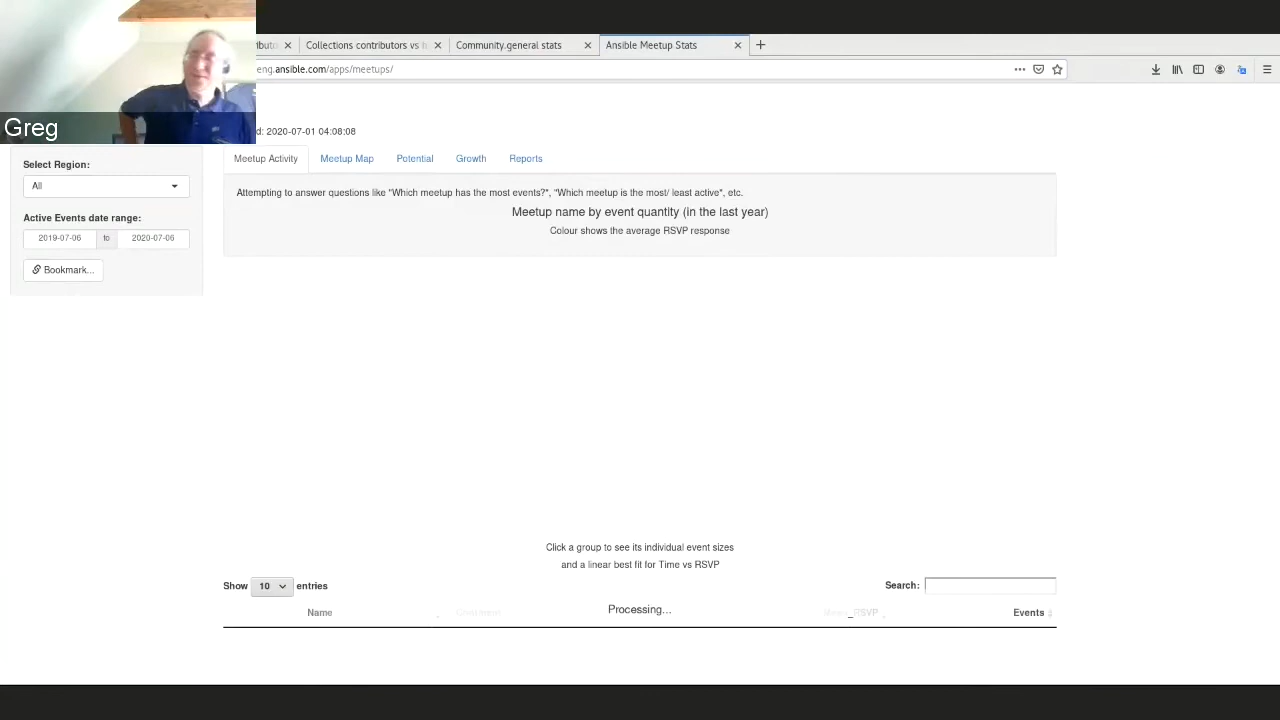 Collections contributors vs
Community.general stats
Ansible Meetup Stats
eng.ansible.com/apps/meetups/
Greg
d: 2020-07-01 04:08:08
Meetup Activity
Meetup Map
Potential
Growth
Reports
Select Region:
All
Active Events date range:
2019-07-06
to
2020-07-06
Bookmark...
Attempting to answer questions like "Which meetup has the most events?", "Which meetup is the most/ least active", etc.
Meetup name by event quantity (in the last year)
Colour shows the average RSVP response
Click a group to see its individual event sizes
and a linear best fit for Time vs RSVP
Show 10 entries
Search:
Name
Processing...
_RSVP
Events